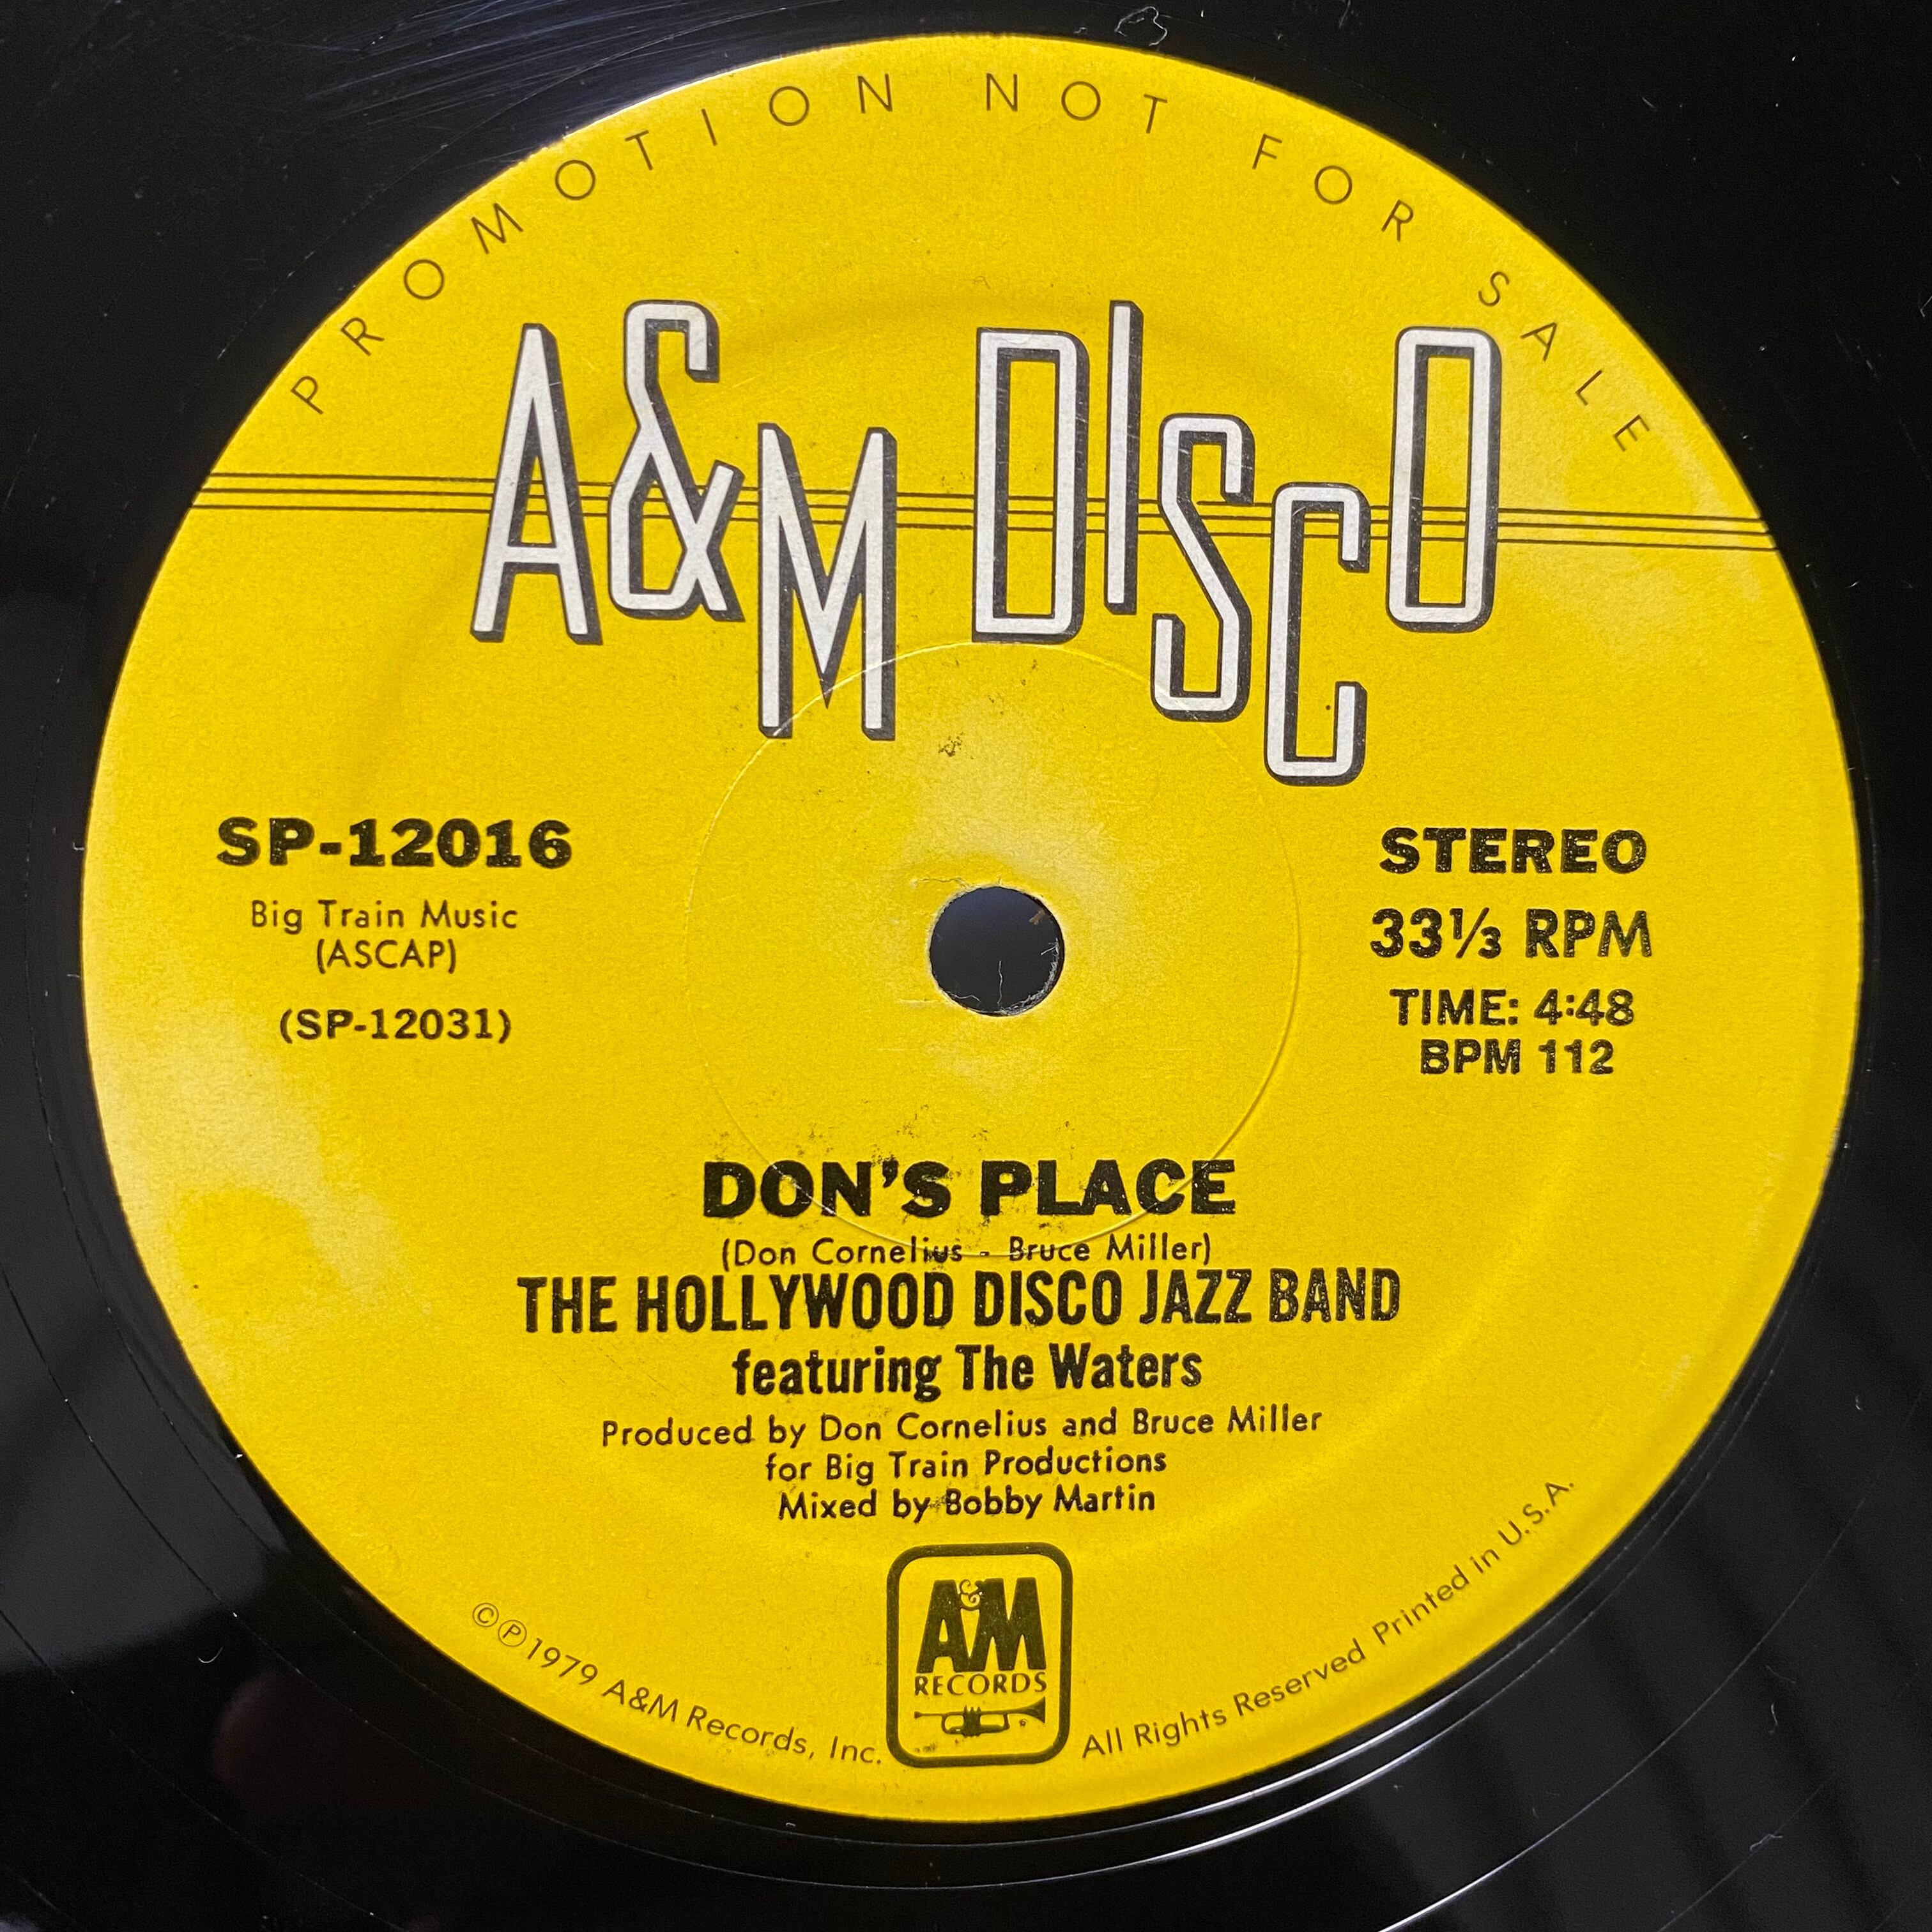 PROMOTION NOT FOR SALE
A&M DISCO
SP-12016
Big Train Music
(ASCAP)
(SP-12031)
STEREO
33⅓ RPM
TIME: 4:48
BPM 112
DON'S PLACE
(Don Cornelius - Bruce Miller)
THE HOLLYWOOD DISCO JAZZ BAND
featuring The Waters
Produced by Don Cornelius and Bruce Miller
for Big Train Productions
Mixed by Bobby Martin
A&M
RECORDS
©℗1979 A&M Records, Inc. All Rights Reserved Printed in U.S.A.